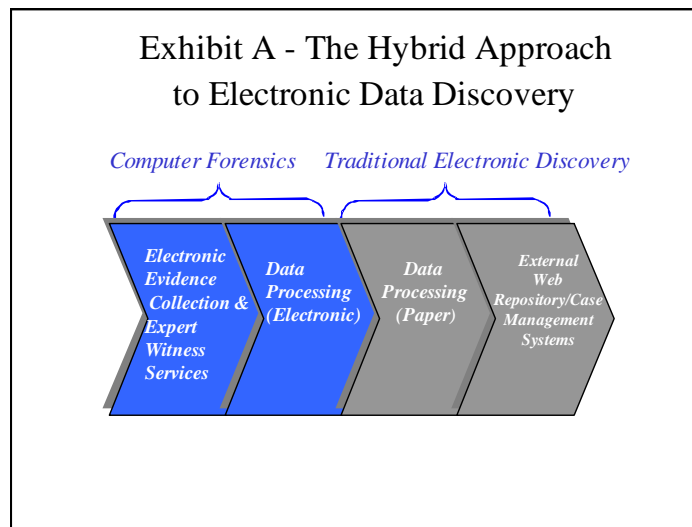 Exhibit A - The Hybrid Approach
to Electronic Data Discovery
Computer Forensics
Traditional Electronic Discovery
Electronic
Evidence
Collection &
Expert
Witness
Services
Data
Processing
(Electronic)
Data
Processing
(Paper)
External
Web
Repository/Case
Management
Systems